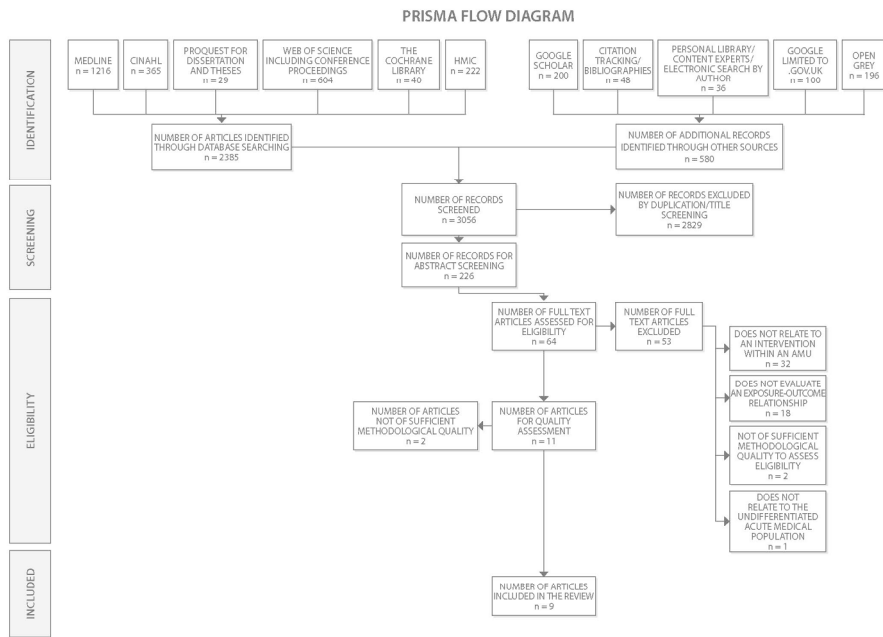 PRISMA FLOW DIAGRAM
IDENTIFICATION
MEDLINE
n = 1216
CINAHL
n = 365
PROQUEST FOR
DISSERTATION
AND THESES
n = 29
WEB OF SCIENCE
INCLUDING CONFERENCE
PROCEEDINGS
n = 604
THE
COCHRANE
LIBRARY
n = 40
HMIC
n = 222
GOOGLE
SCHOLAR
n = 200
CITATION
TRACKING/
BIBLIOGRAPHIES
n = 48
PERSONAL LIBRARY/
CONTENT EXPERTS/
ELECTRONIC SEARCH BY
AUTHOR
n = 36
GOOGLE
LIMITED TO
.GOV.UK
n = 100
OPEN
GREY
n = 196
NUMBER OF ARTICLES IDENTIFIED
THROUGH DATABASE SEARCHING
n = 2385
NUMBER OF ADDITIONAL RECORDS
IDENTIFIED THROUGH OTHER SOURCES
n = 580
SCREENING
NUMBER OF RECORDS
SCREENED
n = 3056
NUMBER OF RECORDS EXCLUDED
BY DUPLICATION/TITLE
SCREENING
n = 2829
NUMBER OF RECORDS FOR
ABSTRACT SCREENING
n = 226
ELIGIBILITY
NUMBER OF FULL TEXT
ARTICLES ASSESSED FOR
ELIGIBILITY
n = 64
NUMBER OF FULL
TEXT ARTICLES
EXCLUDED
n = 53
DOES NOT RELATE TO
AN INTERVENTION
WITHIN AN AMU
n = 32
DOES NOT EVALUATE
AN EXPOSURE-OUTCOME
RELATIONSHIP
n = 18
NUMBER OF ARTICLES
NOT OF SUFFICIENT
METHODOLOGICAL QUALITY
n = 2
NUMBER OF ARTICLES
FOR QUALITY
ASSESSMENT
n = 11
NOT OF SUFFICIENT
METHODOLOGICAL
QUALITY TO ASSESS
ELIGIBILITY
n = 2
DOES NOT
RELATE TO THE
UNDIFFERENTIATED
ACUTE MEDICAL
POPULATION
n = 1
INCLUDED
NUMBER OF ARTICLES
INCLUDED IN THE REVIEW
n = 9